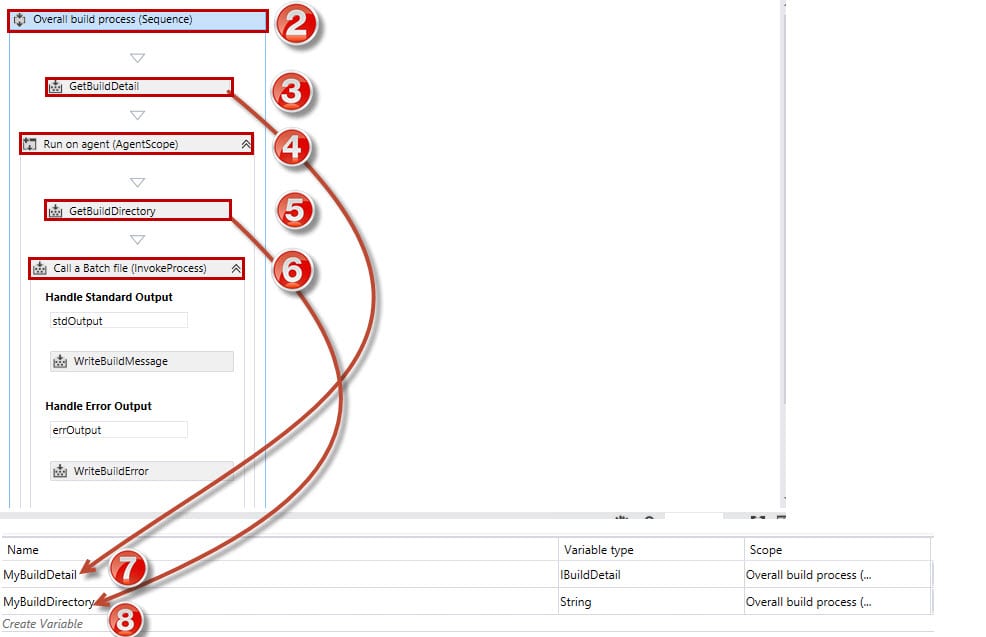 Overall build process (Sequence)
2
GetBuildDetail
3
Run on agent (AgentScope)
4
GetBuildDirectory
5
Call a Batch file (InvokeProcess)
6
Handle Standard Output
stdOutput
WriteBuildMessage
Handle Error Output
errOutput
WriteBuildError
Name Variable type Scope
MyBuildDetail 7 IBuildDetail Overall build process (...
MyBuildDirectory String Overall build process (...
Create Variable 8